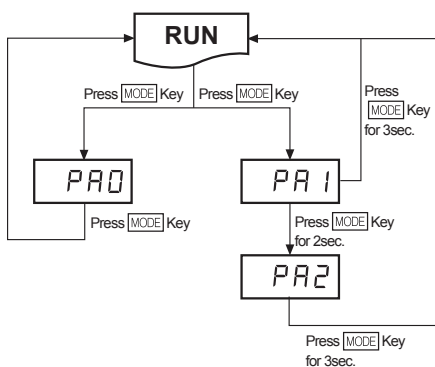 RUN
Press MODE Key
Press MODE Key
Press
MODE Key
for 3sec.
PA0
PA1
Press MODE Key
Press MODE Key
for 2sec.
PA2
Press MODE Key
for 3sec.